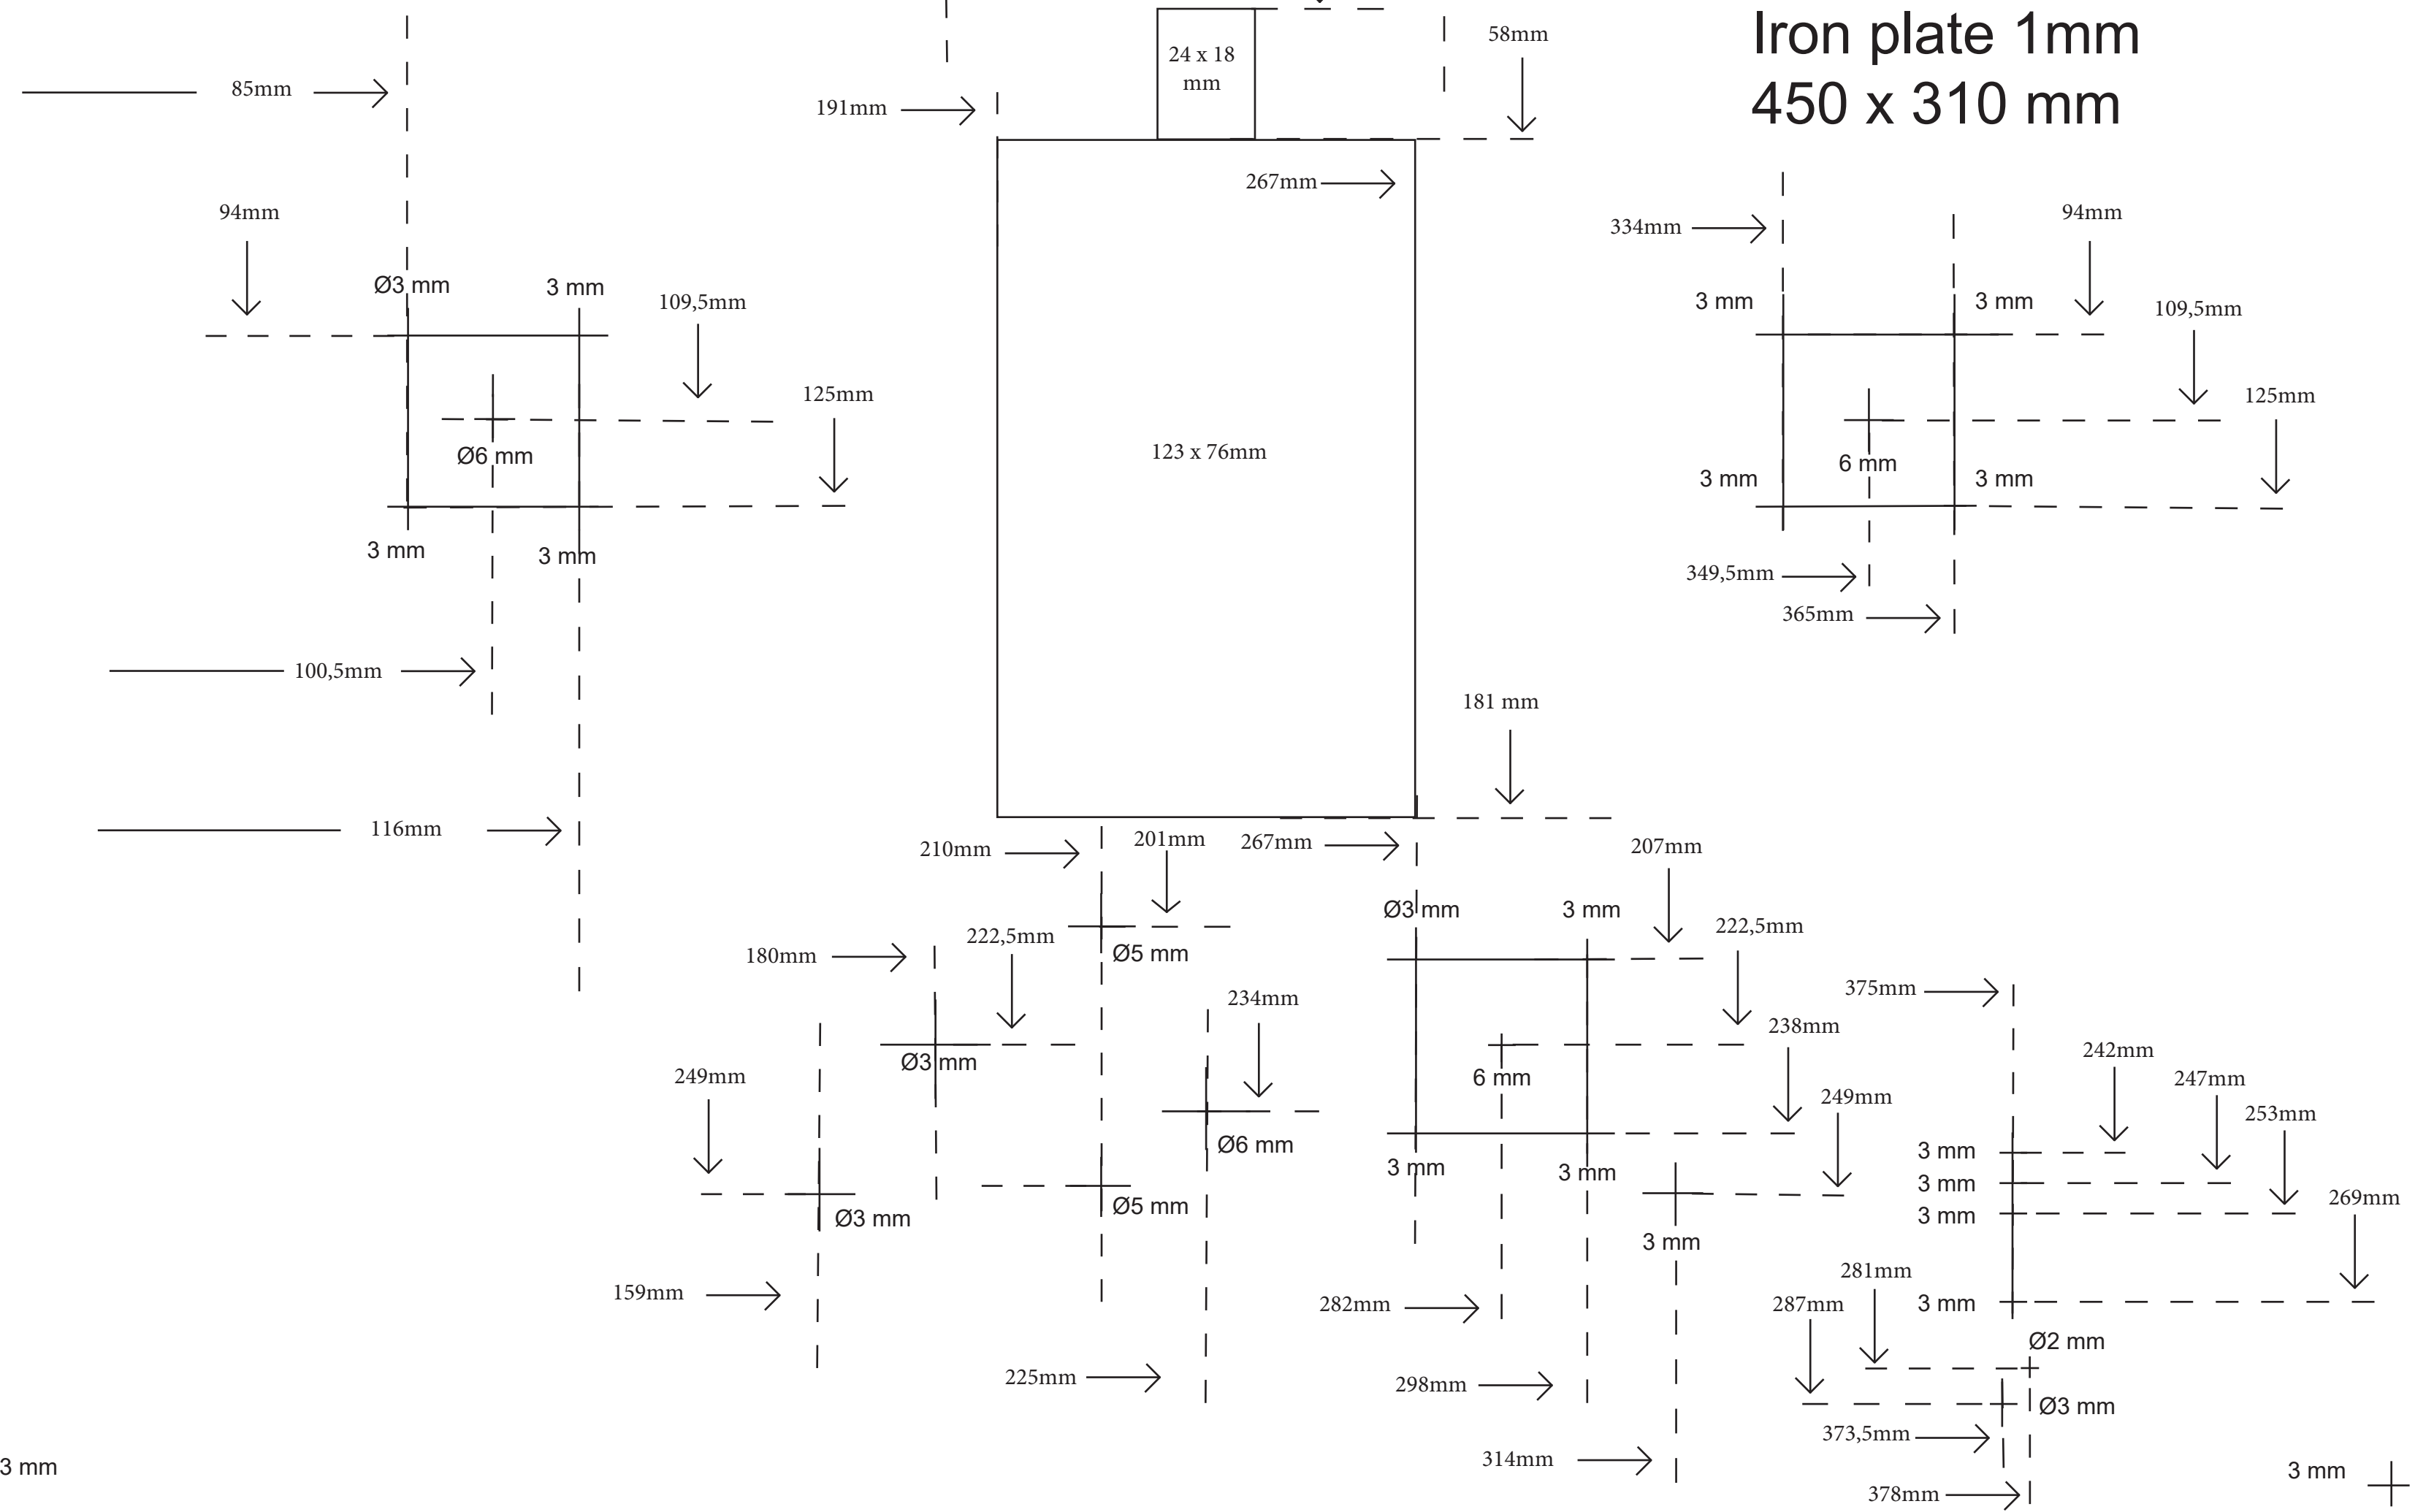 Iron plate 1mm
450 x 310 mm
24 x 18
mm
58mm
85mm
191mm
267mm
94mm
334mm
94mm
Ø3 mm
3 mm
109,5mm
3 mm
3 mm
109,5mm
125mm
125mm
Ø6 mm
123 x 76mm
6 mm
3 mm
3 mm
3 mm
3 mm
349,5mm
365mm
100,5mm
181 mm
116mm
210mm
201mm
267mm
207mm
Ø3 mm
3 mm
222,5mm
180mm
222,5mm
Ø5 mm
375mm
234mm
238mm
249mm
Ø3 mm
6 mm
242mm
247mm
249mm
253mm
Ø6 mm
3 mm
3 mm
3 mm
3 mm
3 mm
269mm
Ø3 mm
Ø5 mm
3 mm
159mm
281mm
282mm
287mm
3 mm
Ø2 mm
225mm
298mm
Ø3 mm
373,5mm
314mm
3 mm
3 mm
378mm